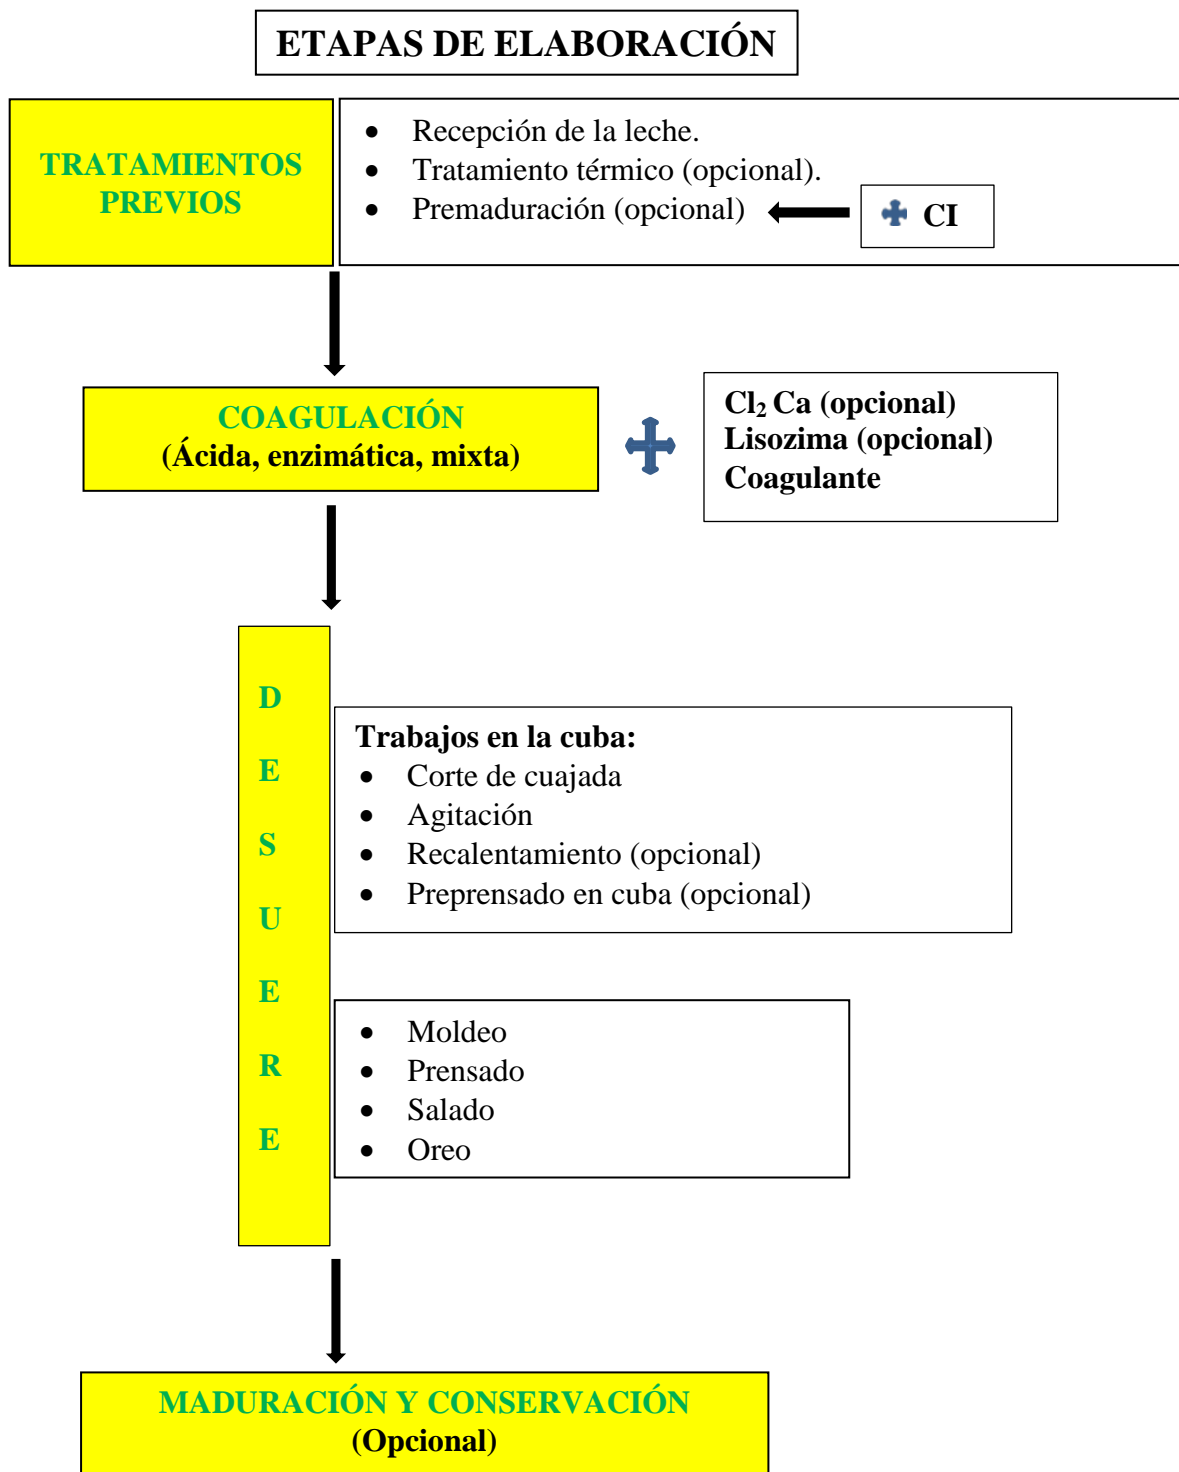 ETAPAS DE ELABORACIÓN
TRATAMIENTOS
PREVIOS
• Recepción de la leche.
• Tratamiento térmico (opcional).
• Premaduración (opcional)
CI
COAGULACIÓN
(Ácida, enzimática, mixta)
Cl₂ Ca (opcional)
Lisozima (opcional)
Coagulante
D
E
S
U
E
R
E
Trabajos en la cuba:
• Corte de cuajada
• Agitación
• Recalentamiento (opcional)
• Preprensado en cuba (opcional)
• Moldeo
• Prensado
• Salado
• Oreo
MADURACIÓN Y CONSERVACIÓN
(Opcional)